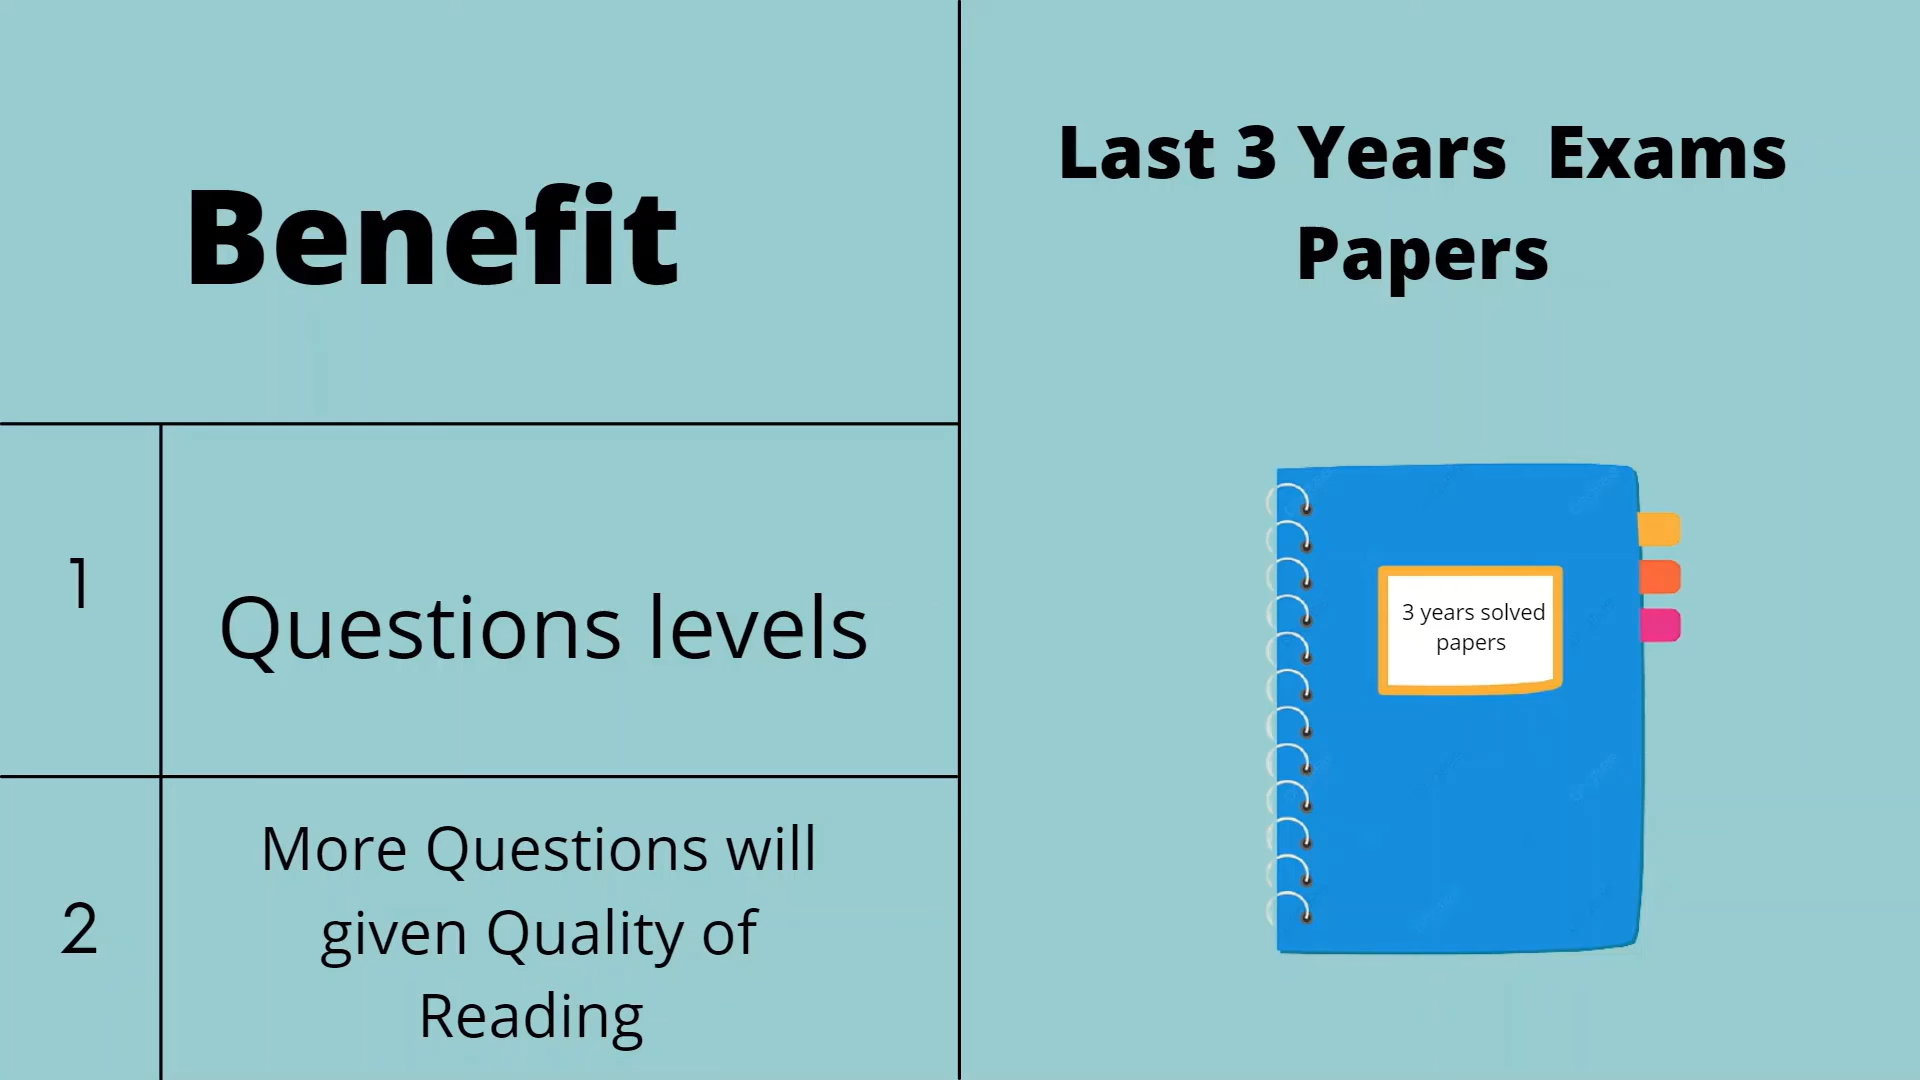 Benefit
1
Questions levels
2
More Questions will
given Quality of
Reading
Last 3 Years  Exams
Papers
3 years solved
papers